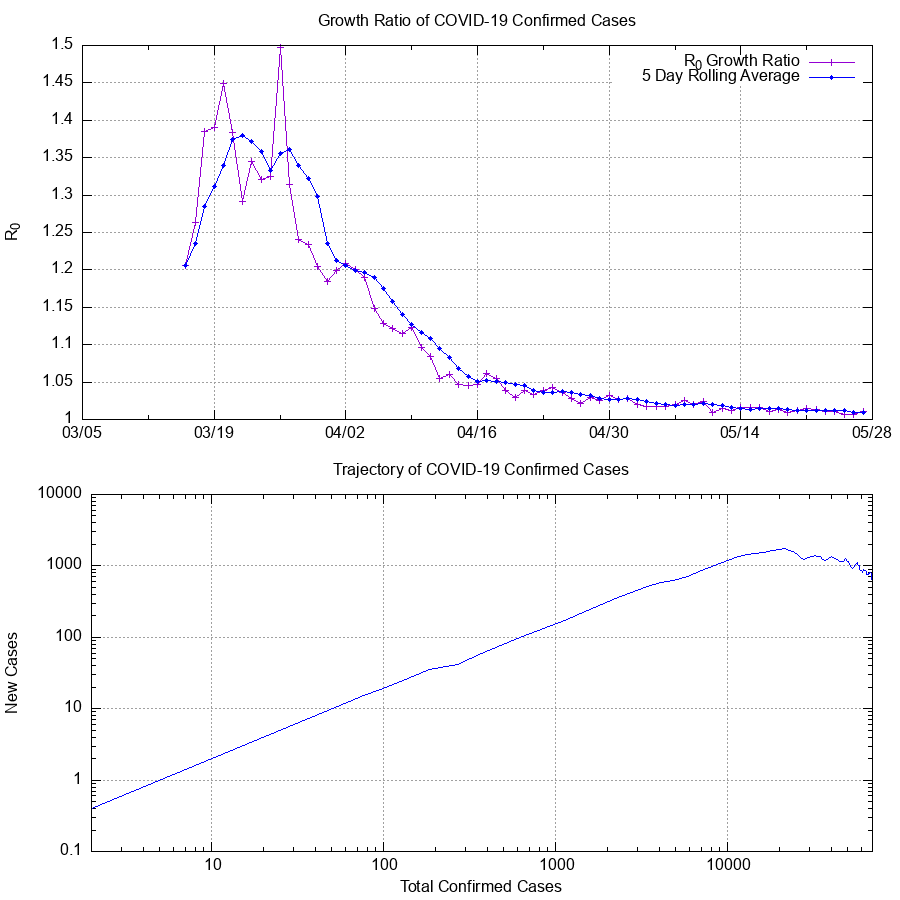 Growth Ratio of COVID-19 Confirmed Cases
R0 Growth Ratio
5 Day Rolling Average
1.5
1.45
1.4
1.35
1.3
1.25
1.2
1.15
1.1
1.05
1
R0
03/05 03/19 04/02 04/16 04/30 05/14 05/28
Trajectory of COVID-19 Confirmed Cases
10000
1000
100
10
1
0.1
New Cases
10 100 1000 10000
Total Confirmed Cases